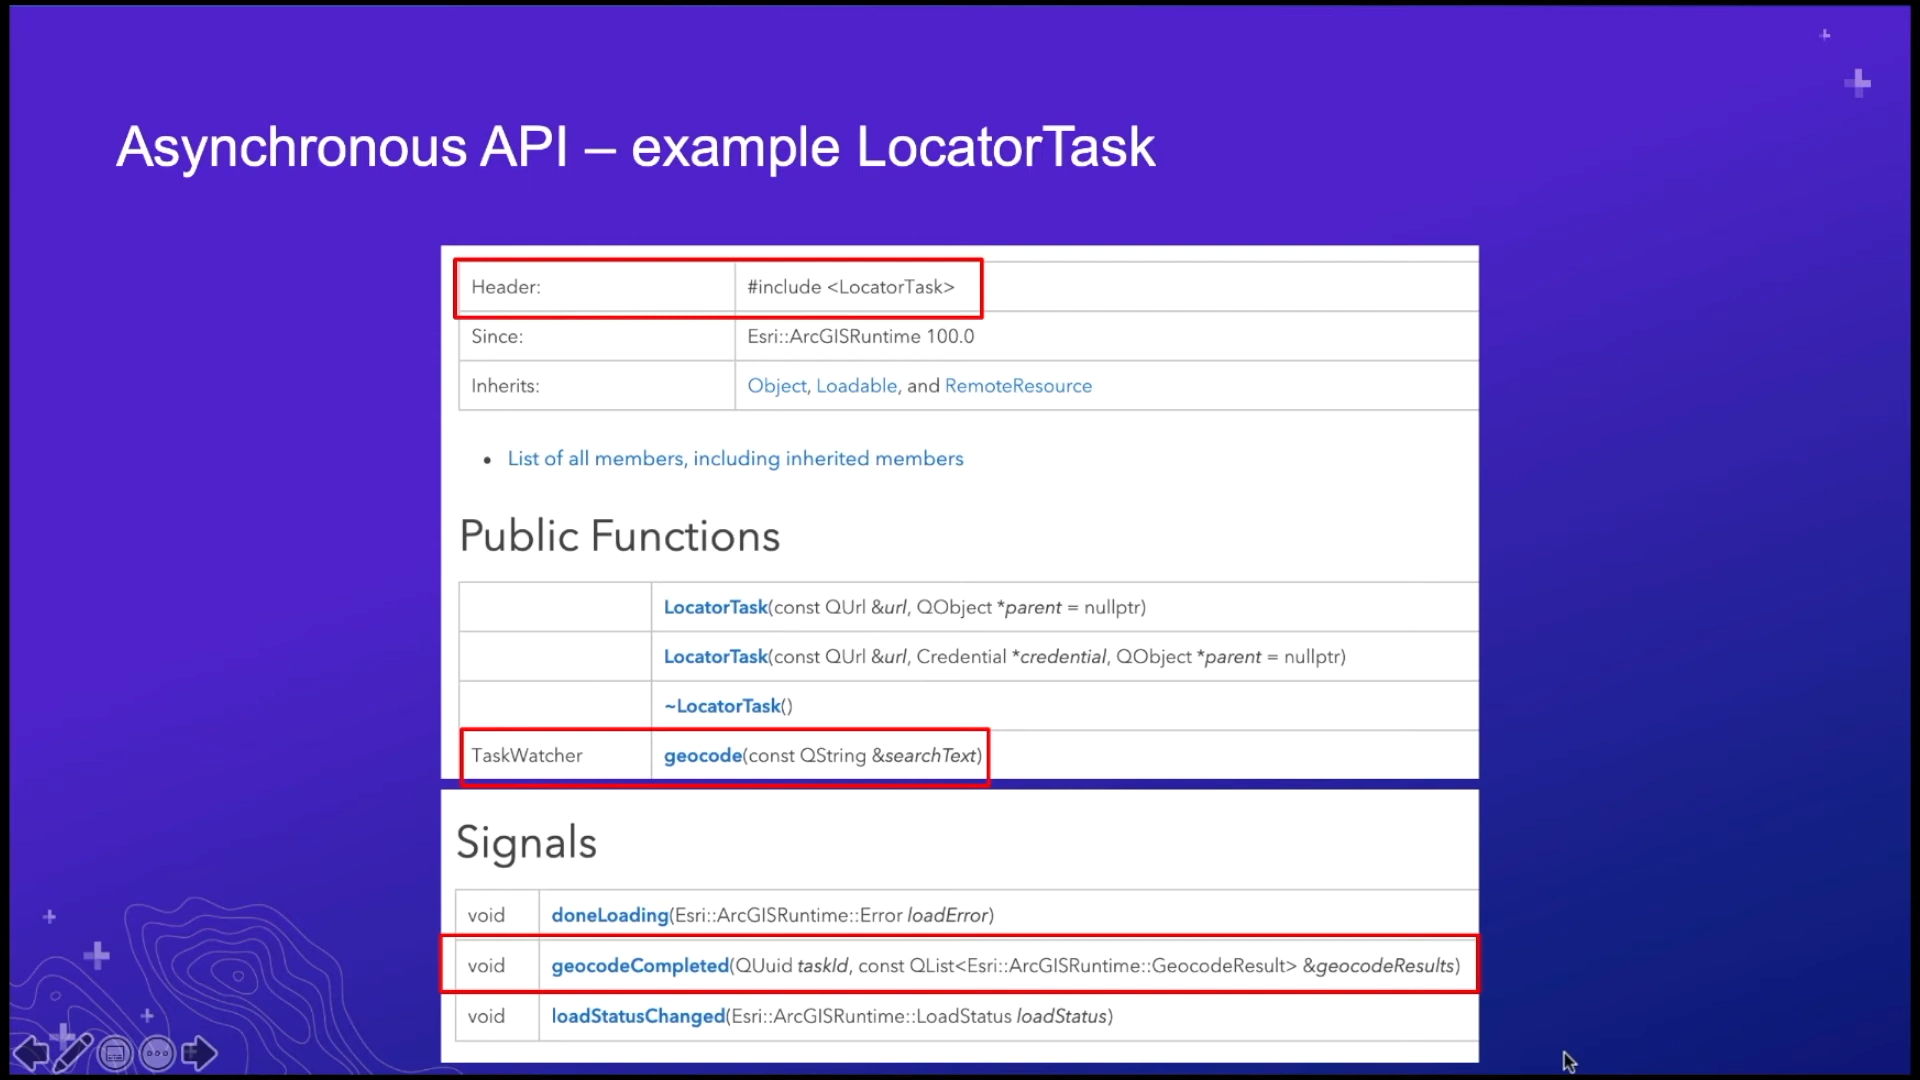 Asynchronous API – example LocatorTask
Header: #include <LocatorTask>
Since: Esri::ArcGISRuntime 100.0
Inherits: Object, Loadable, and RemoteResource
• List of all members, including inherited members
Public Functions
LocatorTask(const QUrl &url, QObject *parent = nullptr)
LocatorTask(const QUrl &url, Credential *credential, QObject *parent = nullptr)
~LocatorTask()
TaskWatcher geocode(const QString &searchText)
Signals
void doneLoading(Esri::ArcGISRuntime::Error loadError)
void geocodeCompleted(QUuid taskId, const QList<Esri::ArcGISRuntime::GeocodeResult> &geocodeResults)
void loadStatusChanged(Esri::ArcGISRuntime::LoadStatus loadStatus)